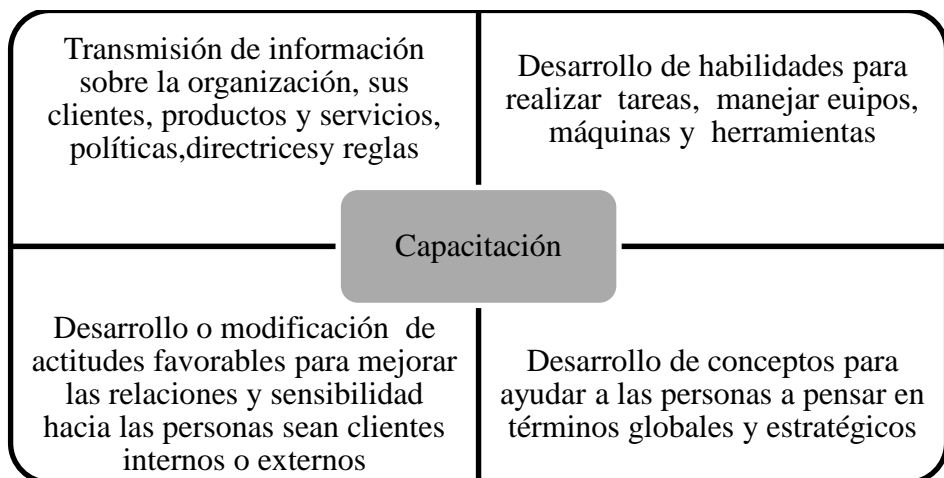 Transmisión de información
sobre la organización, sus
clientes, productos y servicios,
políticas,directricesy reglas
Desarrollo de habilidades para
realizar tareas, manejar euipos,
máquinas y herramientas
Capacitación
Desarrollo o modificación de
actitudes favorables para mejorar
las relaciones y sensibilidad
hacia las personas sean clientes
internos o externos
Desarrollo de conceptos para
ayudar a las personas a pensar en
términos globales y estratégicos